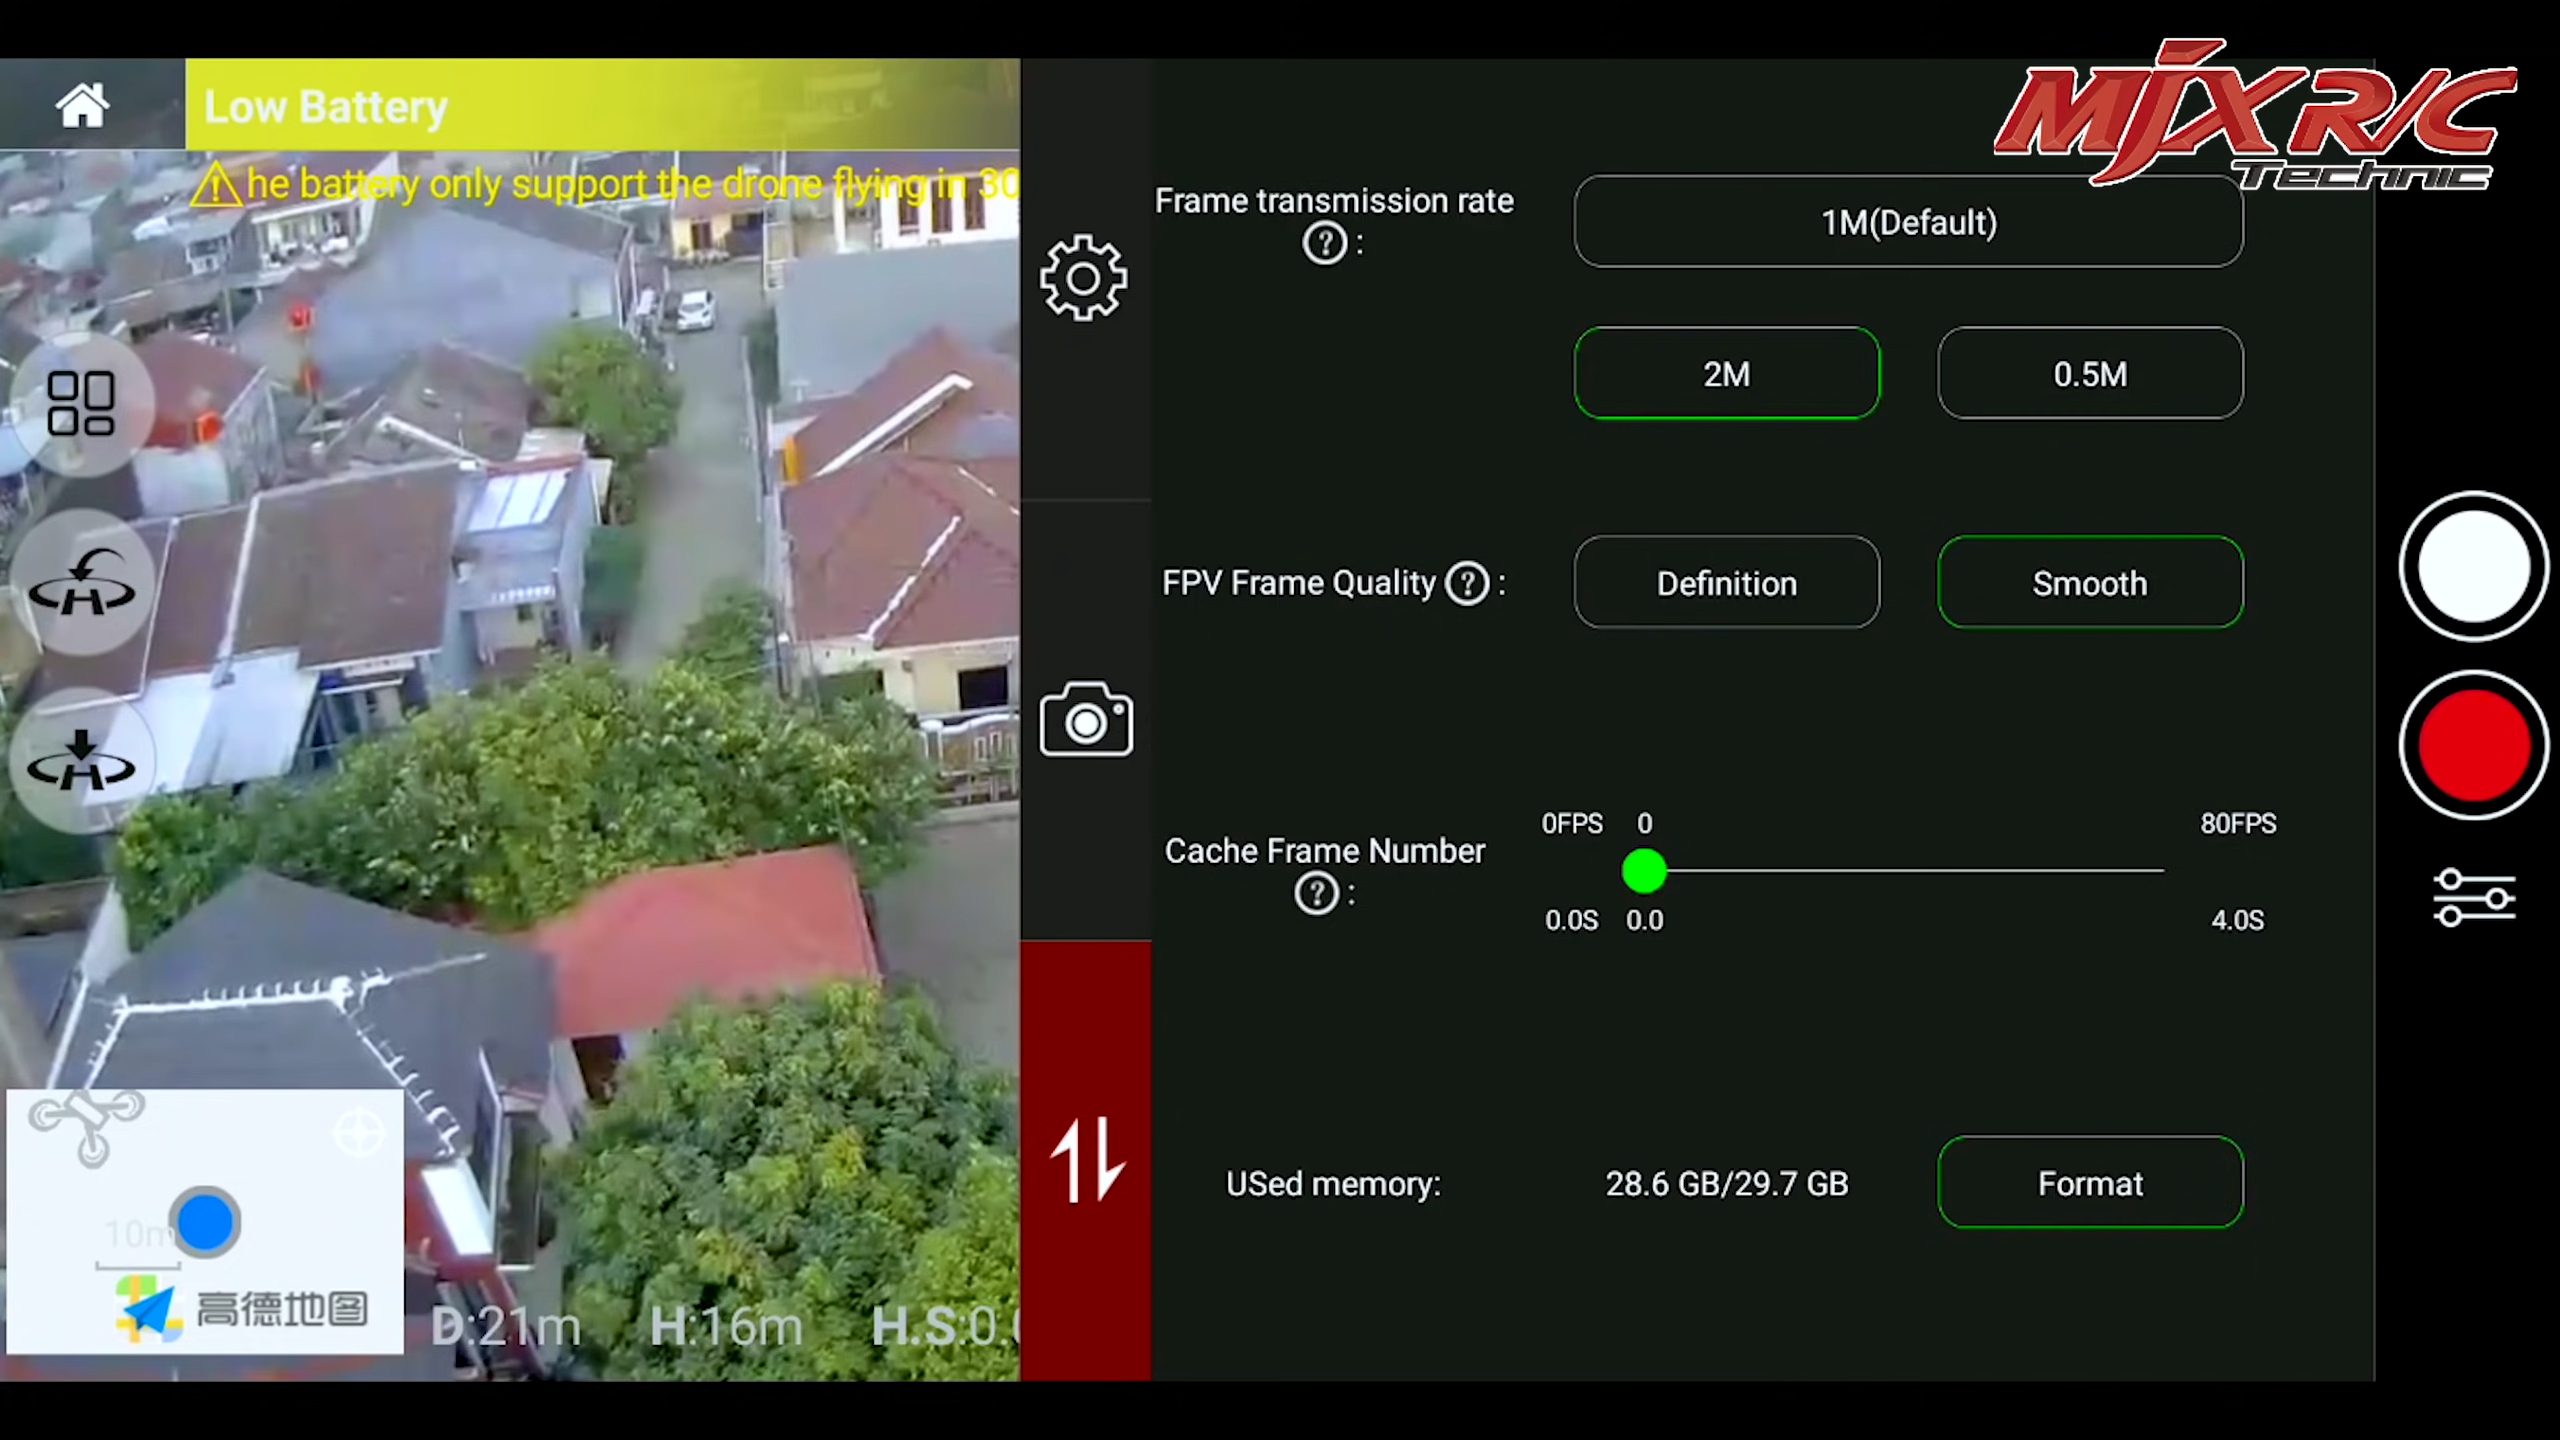 MJX R/C
Technic
Low Battery
he battery only support the drone flying in 30
Frame transmission rate
? :
1M(Default)
2M
0.5M
FPV Frame Quality ? :
Definition
Smooth
0FPS 0 80FPS
Cache Frame Number
? :
0.0S 0.0 4.0S
USed memory:
28.6 GB/29.7 GB
Format
H
H
10m
高德地图
D:21m H:16m H.S:0.